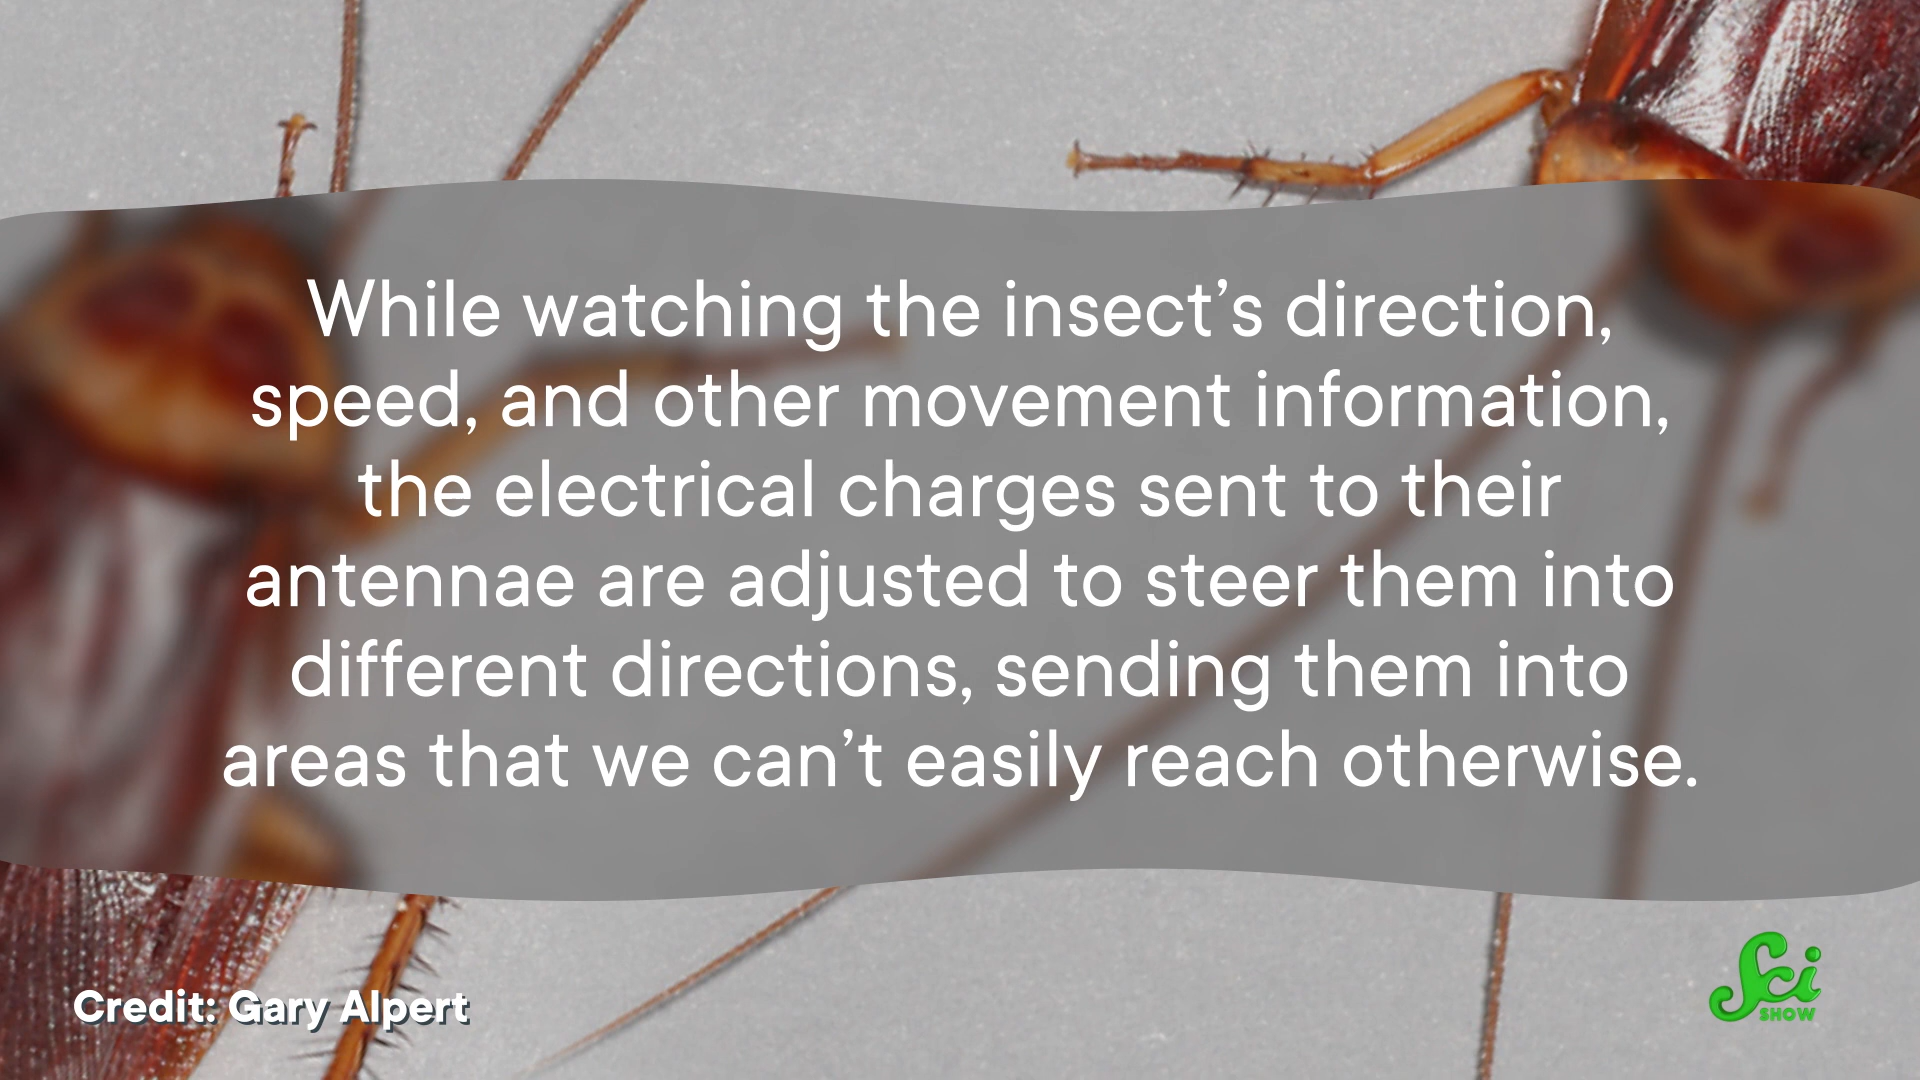 While watching the insect’s direction,
speed, and other movement information,
the electrical charges sent to their
antennae are adjusted to steer them into
different directions, sending them into
areas that we can’t easily reach otherwise.
Credit: Gary Alpert
Sci
SHOW